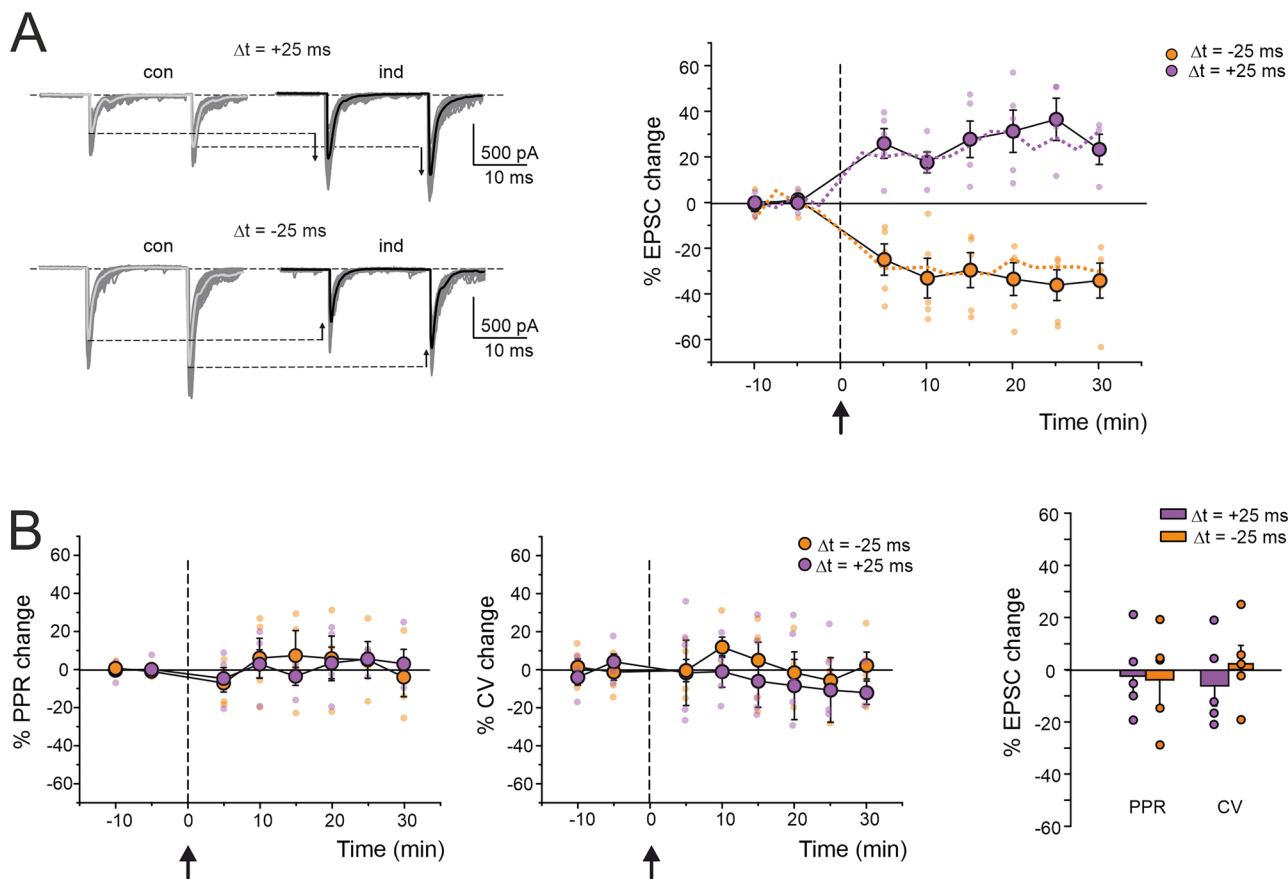 A
Δt = +25 ms
con
ind
500 pA
10 ms
Δt = -25 ms
con
ind
500 pA
10 ms
% EPSC change
60
40
20
0
-20
-40
-60
-10
0
10
20
30
Time (min)
Δt = -25 ms
Δt = +25 ms
B
% PPR change
60
40
20
0
-20
-40
-60
-10
0
10
20
30
Time (min)
% CV change
60
40
20
0
-20
-40
-60
-10
0
10
20
30
Time (min)
Δt = -25 ms
Δt = +25 ms
% EPSC change
60
40
20
0
-20
-40
-60
PPR
CV
Δt = +25 ms
Δt = -25 ms